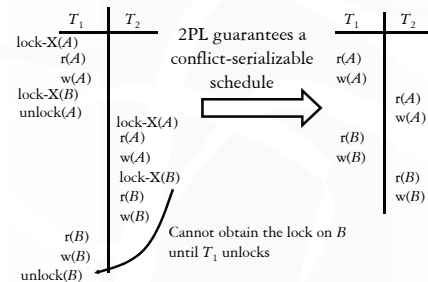 T₁ T₂
lock-X(A)
r(A)
w(A)
lock-X(B)
unlock(A)
lock-X(A)
r(A)
w(A)
lock-X(B)
r(B)
w(B)
r(B)
w(B)
unlock(B)
2PL guarantees a
conflict-serializable
schedule
Cannot obtain the lock on B
until T₁ unlocks
T₁ T₂
r(A)
w(A)
r(A)
w(A)
r(B)
w(B)
r(B)
w(B)